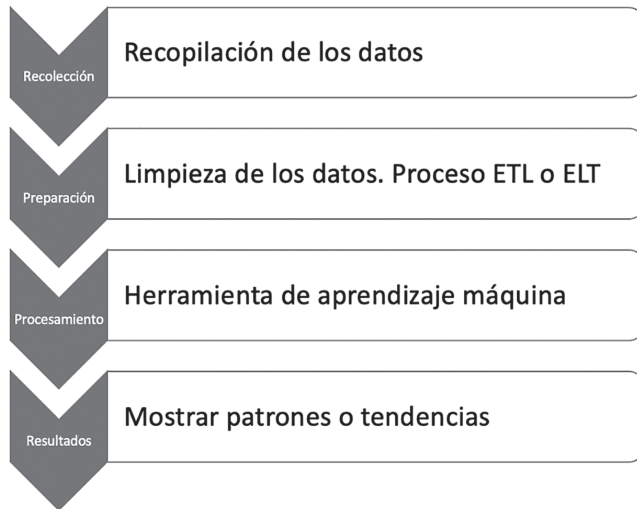 Recolección
Recopilación de los datos
Preparación
Limpieza de los datos. Proceso ETL o ELT
Procesamiento
Herramienta de aprendizaje máquina
Resultados
Mostrar patrones o tendencias